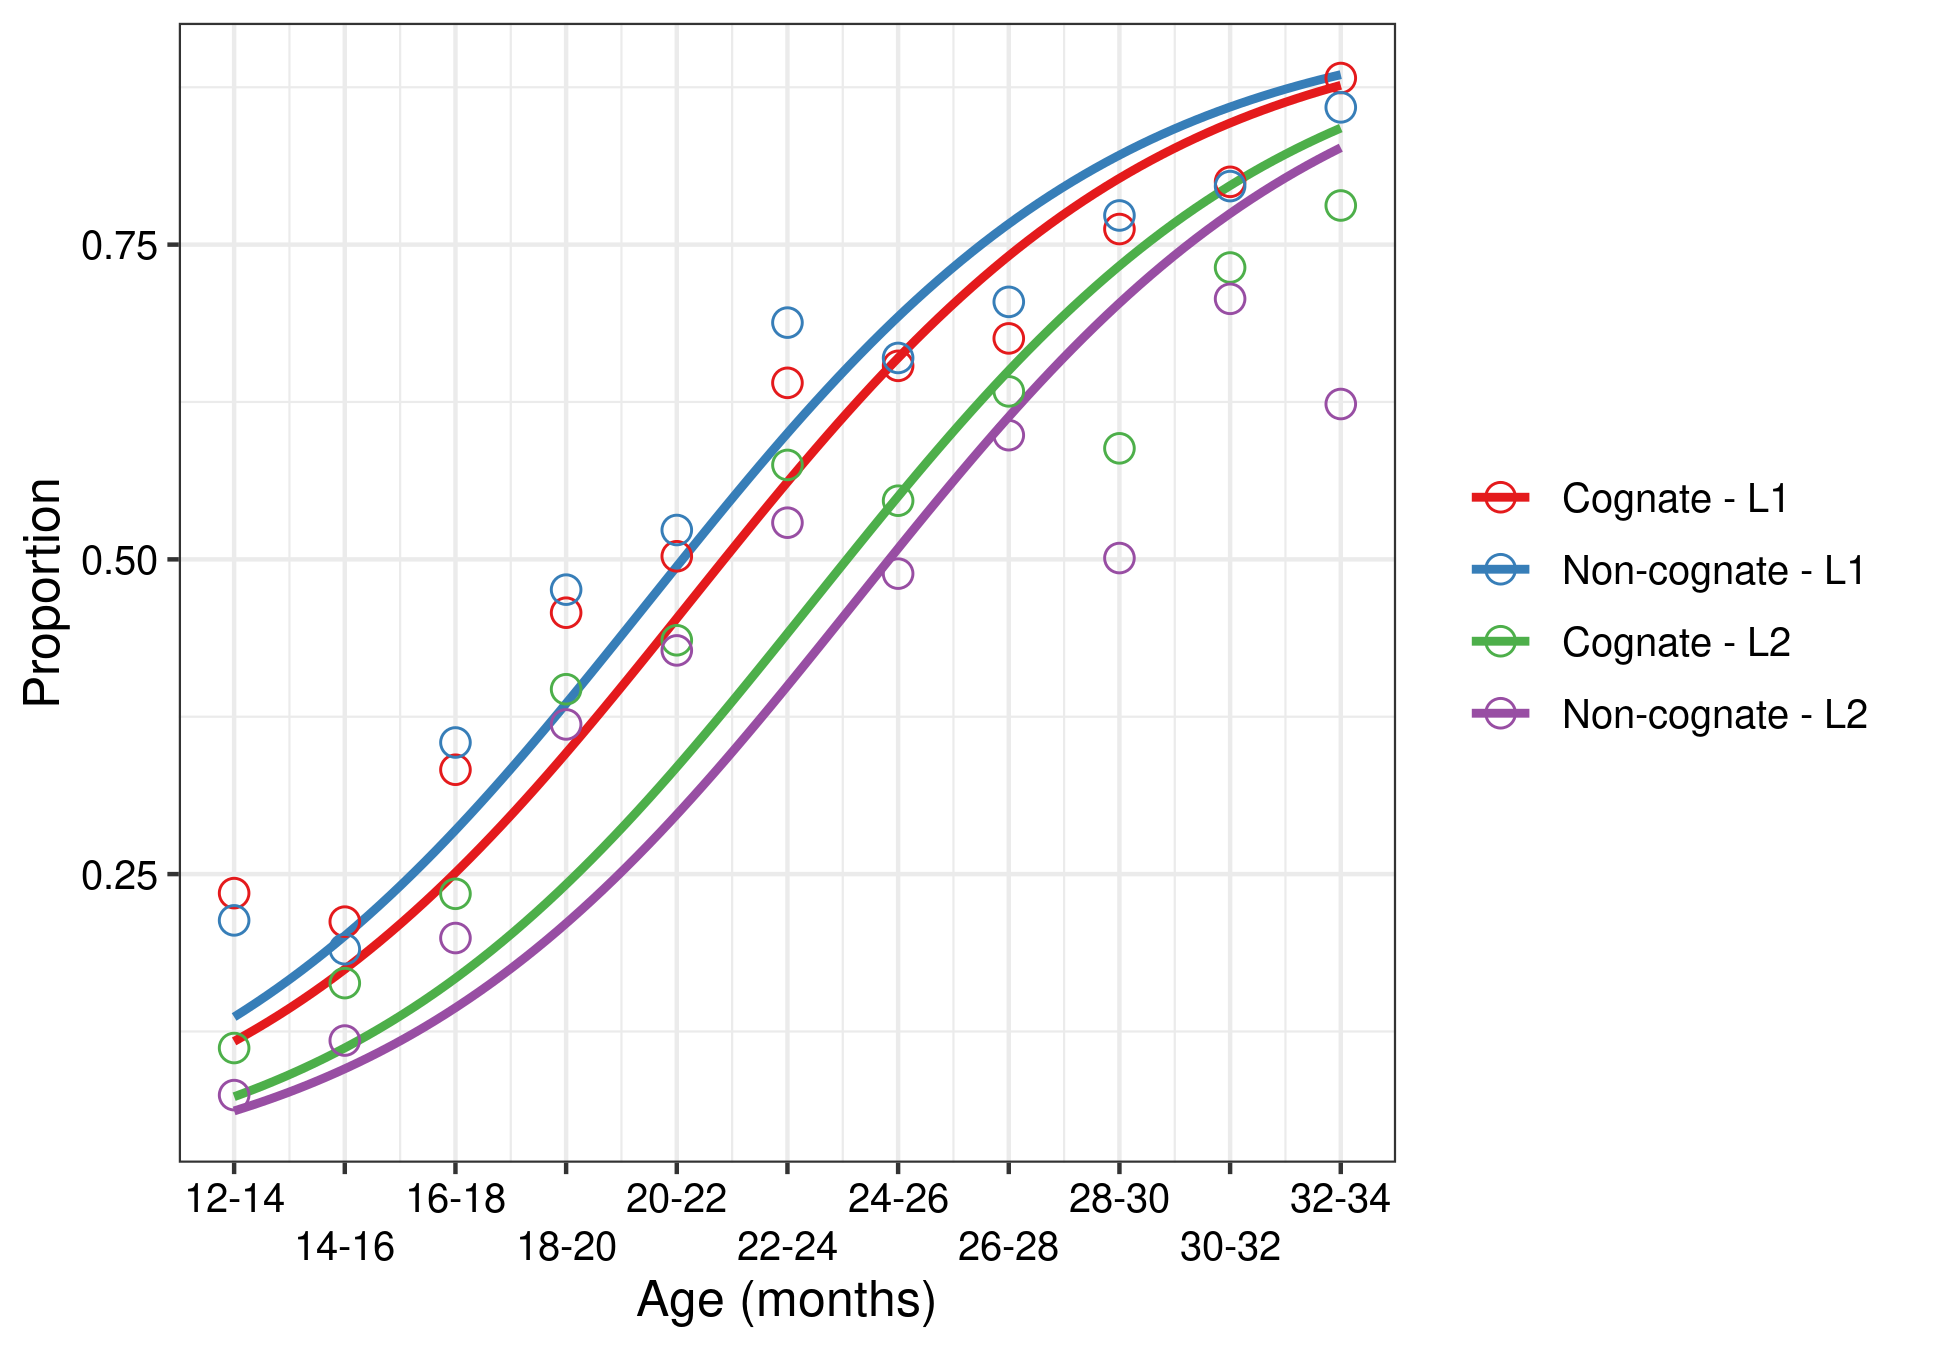 Proportion
0.75
0.50
0.25
12-14
16-18
20-22
24-26
28-30
32-34
14-16
18-20
22-24
26-28
30-32
Age (months)
Cognate - L1
Non-cognate - L1
Cognate - L2
Non-cognate - L2